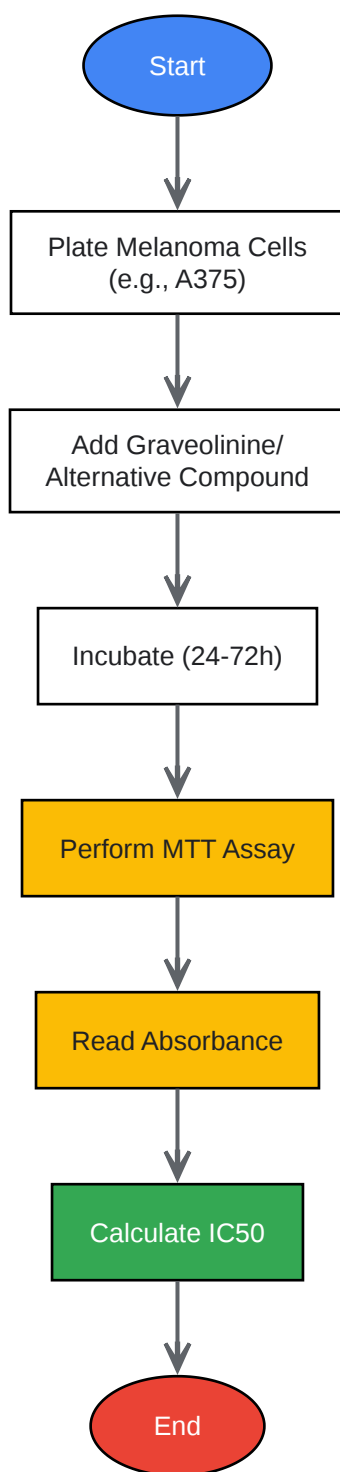 Start
Plate Melanoma Cells
(e.g., A375)
Add Graveolinine/
Alternative Compound
Incubate (24-72h)
Perform MTT Assay
Read Absorbance
Calculate IC50
End